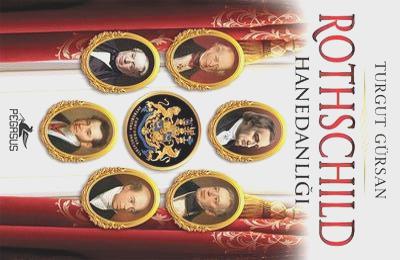 TURGUT GÜRSAN
ROTHSCHILD
HANEDANLIĞI
PEGASUS